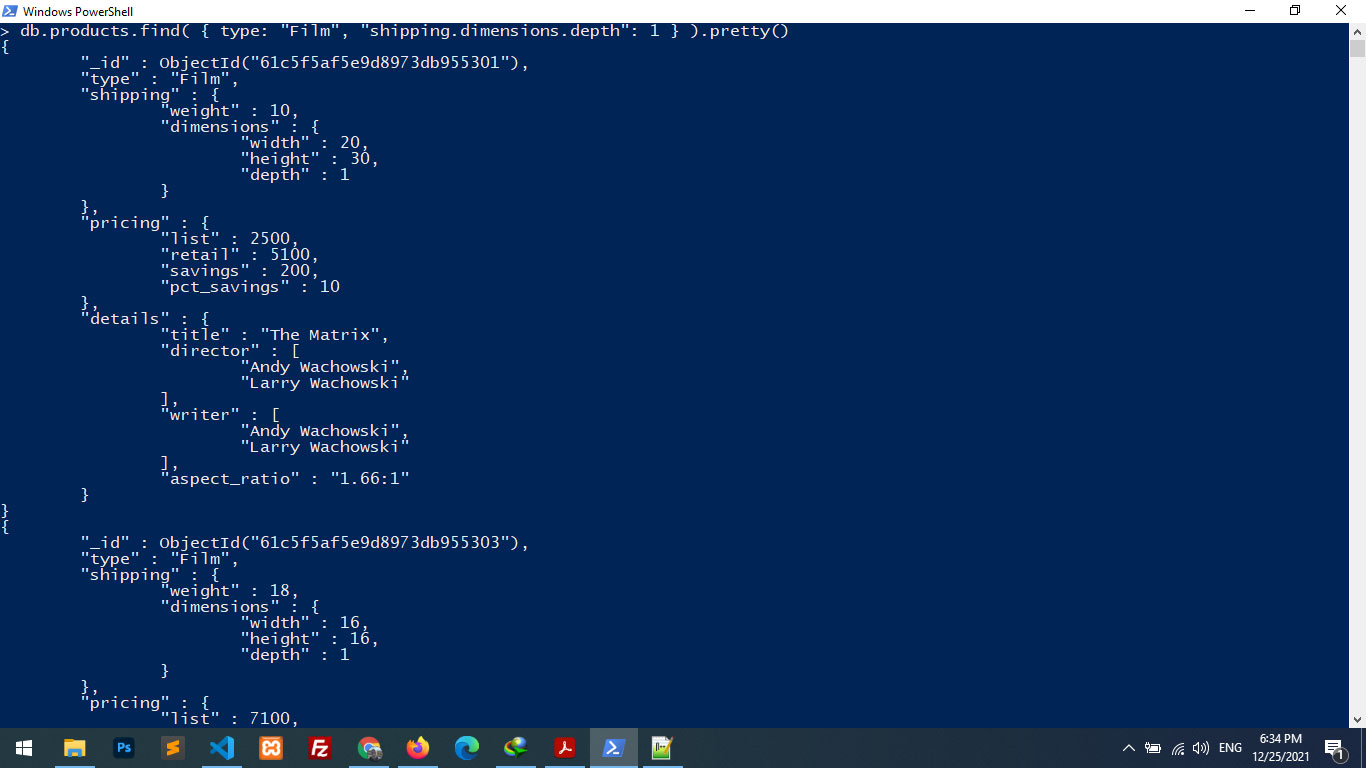 Windows PowerShell
> db.products.find( { type: "Film", "shipping.dimensions.depth": 1 } ).pretty()
{
        "_id" : ObjectId("61c5f5af5e9d8973db955301"),
        "type" : "Film",
        "shipping" : {
                "weight" : 10,
                "dimensions" : {
                        "width" : 20,
                        "height" : 30,
                        "depth" : 1
                }
        },
        "pricing" : {
                "list" : 2500,
                "retail" : 5100,
                "savings" : 200,
                "pct_savings" : 10
        },
        "details" : {
                "title" : "The Matrix",
                "director" : [
                        "Andy Wachowski",
                        "Larry Wachowski"
                ],
                "writer" : [
                        "Andy Wachowski",
                        "Larry Wachowski"
                ],
                "aspect_ratio" : "1.66:1"
        }
}
{
        "_id" : ObjectId("61c5f5af5e9d8973db955303"),
        "type" : "Film",
        "shipping" : {
                "weight" : 18,
                "dimensions" : {
                        "width" : 16,
                        "height" : 16,
                        "depth" : 1
                }
        },
        "pricing" : {
                "list" : 7100,
Ps
ENG
6:34 PM
12/25/2021
1